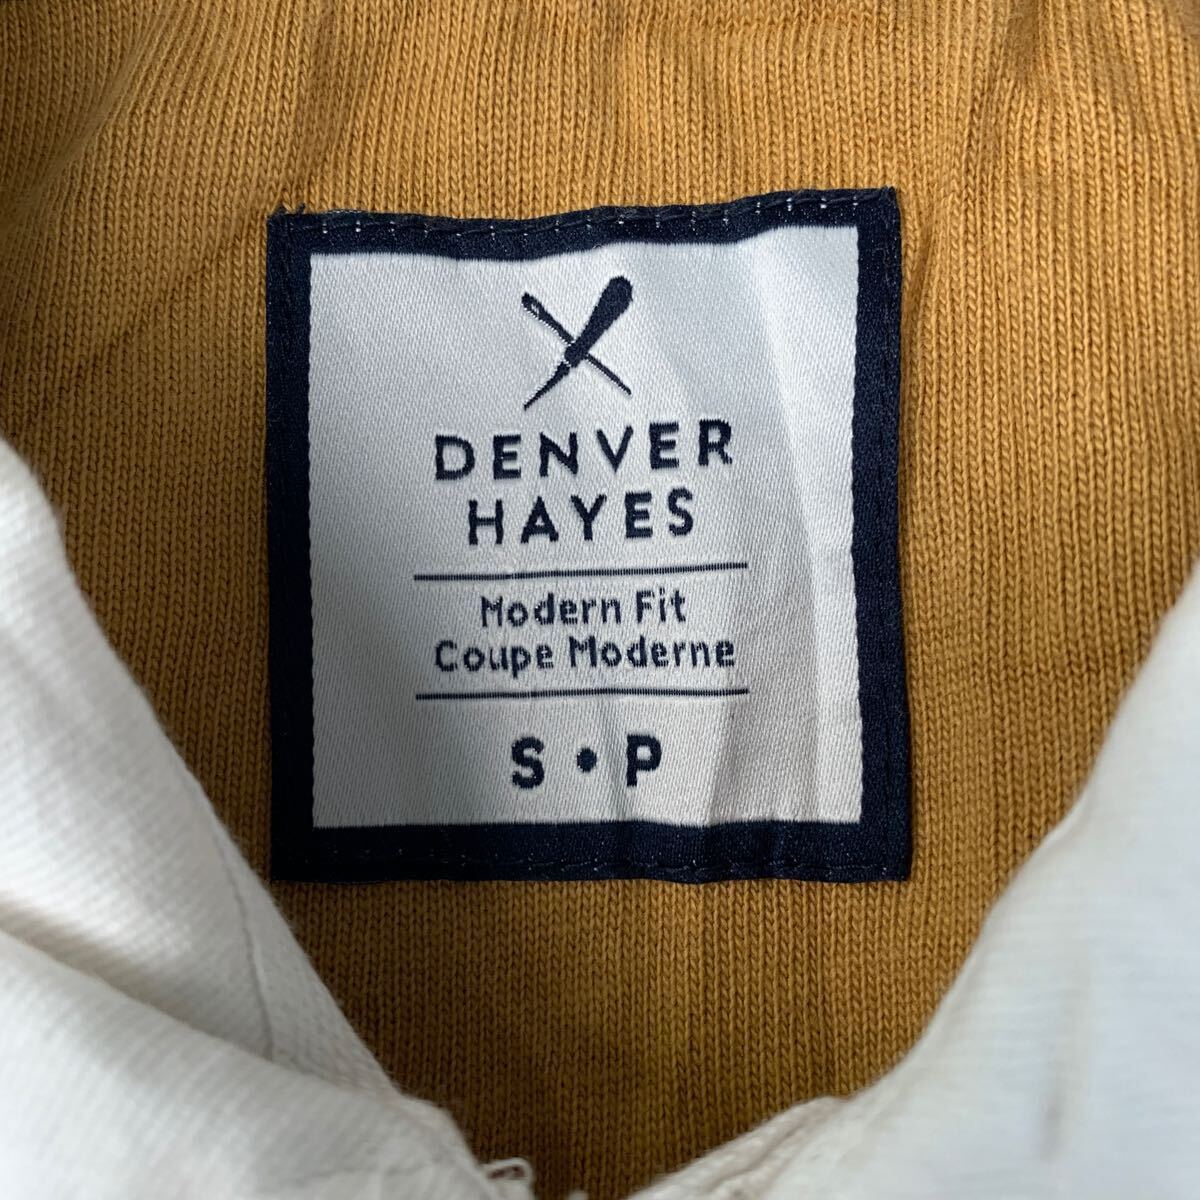 DENVER
HAYES
Modern Fit
Coupe Moderne
S • P